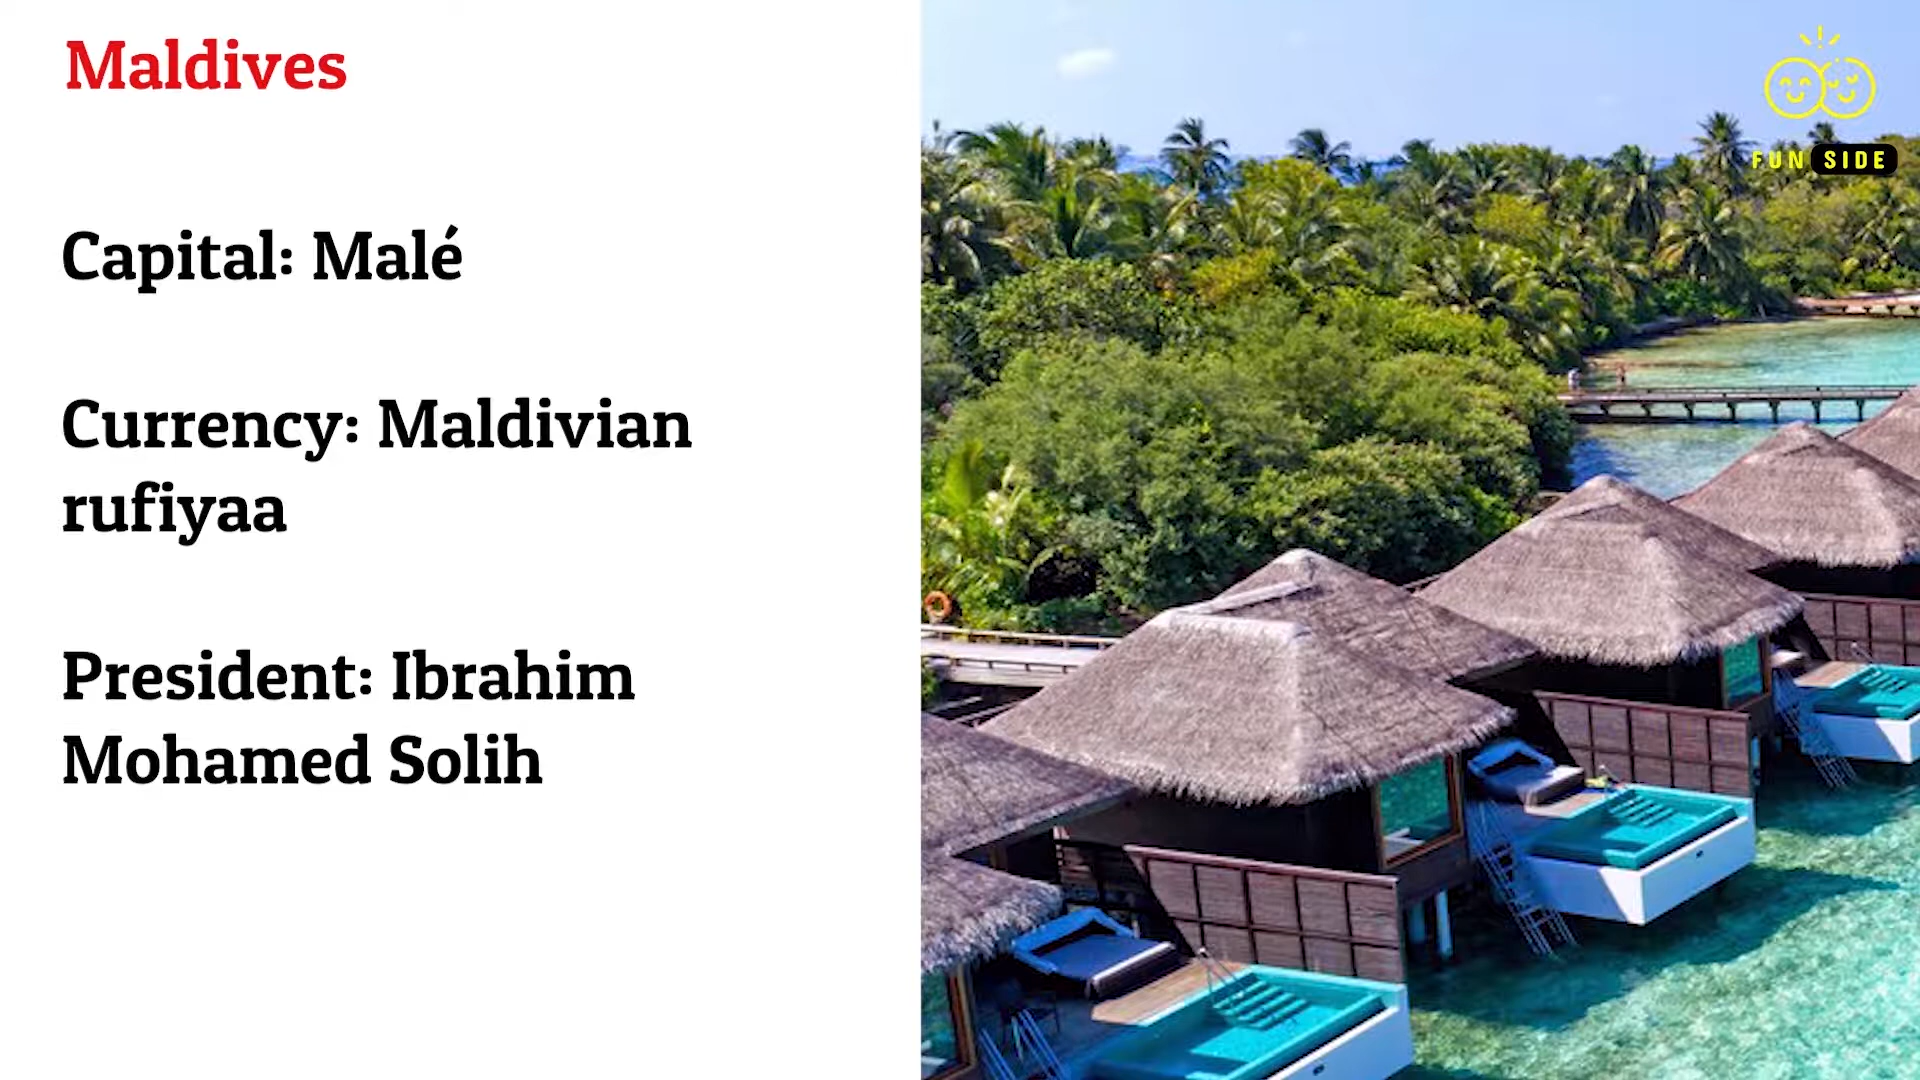 Maldives
FUN SIDE
Capital: Malé
Currency: Maldivian
rufiyaa
President: Ibrahim
Mohamed Solih